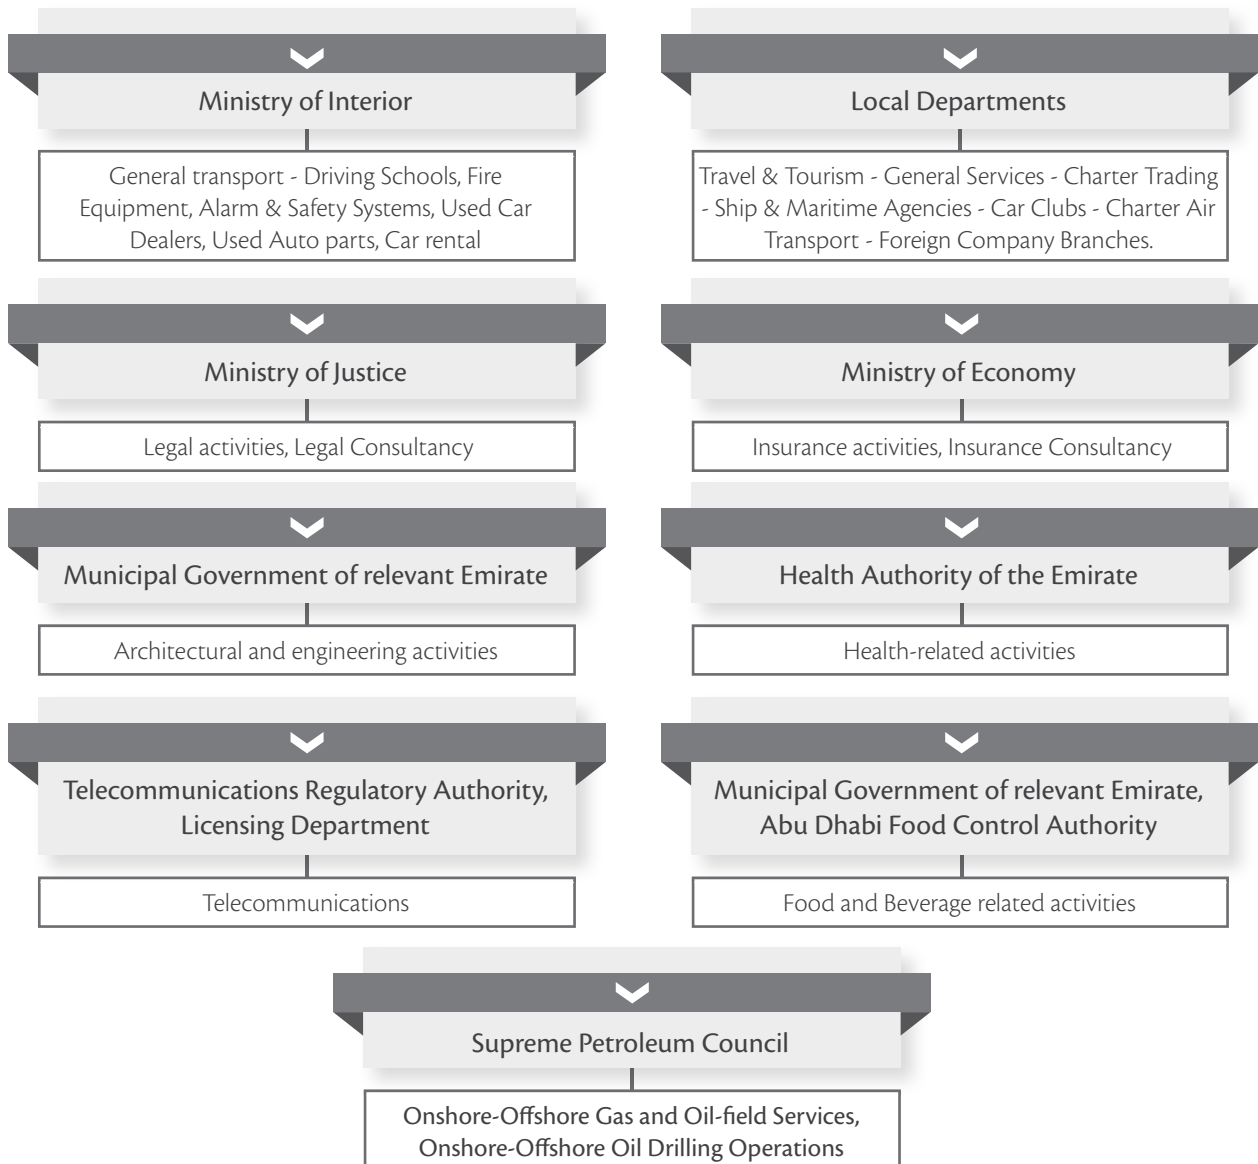 Ministry of Interior
General transport - Driving Schools, Fire
Equipment, Alarm & Safety Systems, Used Car
Dealers, Used Auto parts, Car rental
Local Departments
Travel & Tourism - General Services - Charter Trading
- Ship & Maritime Agencies - Car Clubs - Charter Air
Transport - Foreign Company Branches.
Ministry of Justice
Legal activities, Legal Consultancy
Ministry of Economy
Insurance activities, Insurance Consultancy
Municipal Government of relevant Emirate
Architectural and engineering activities
Health Authority of the Emirate
Health-related activities
Telecommunications Regulatory Authority,
Licensing Department
Telecommunications
Municipal Government of relevant Emirate,
Abu Dhabi Food Control Authority
Food and Beverage related activities
Supreme Petroleum Council
Onshore-Offshore Gas and Oil-field Services,
Onshore-Offshore Oil Drilling Operations